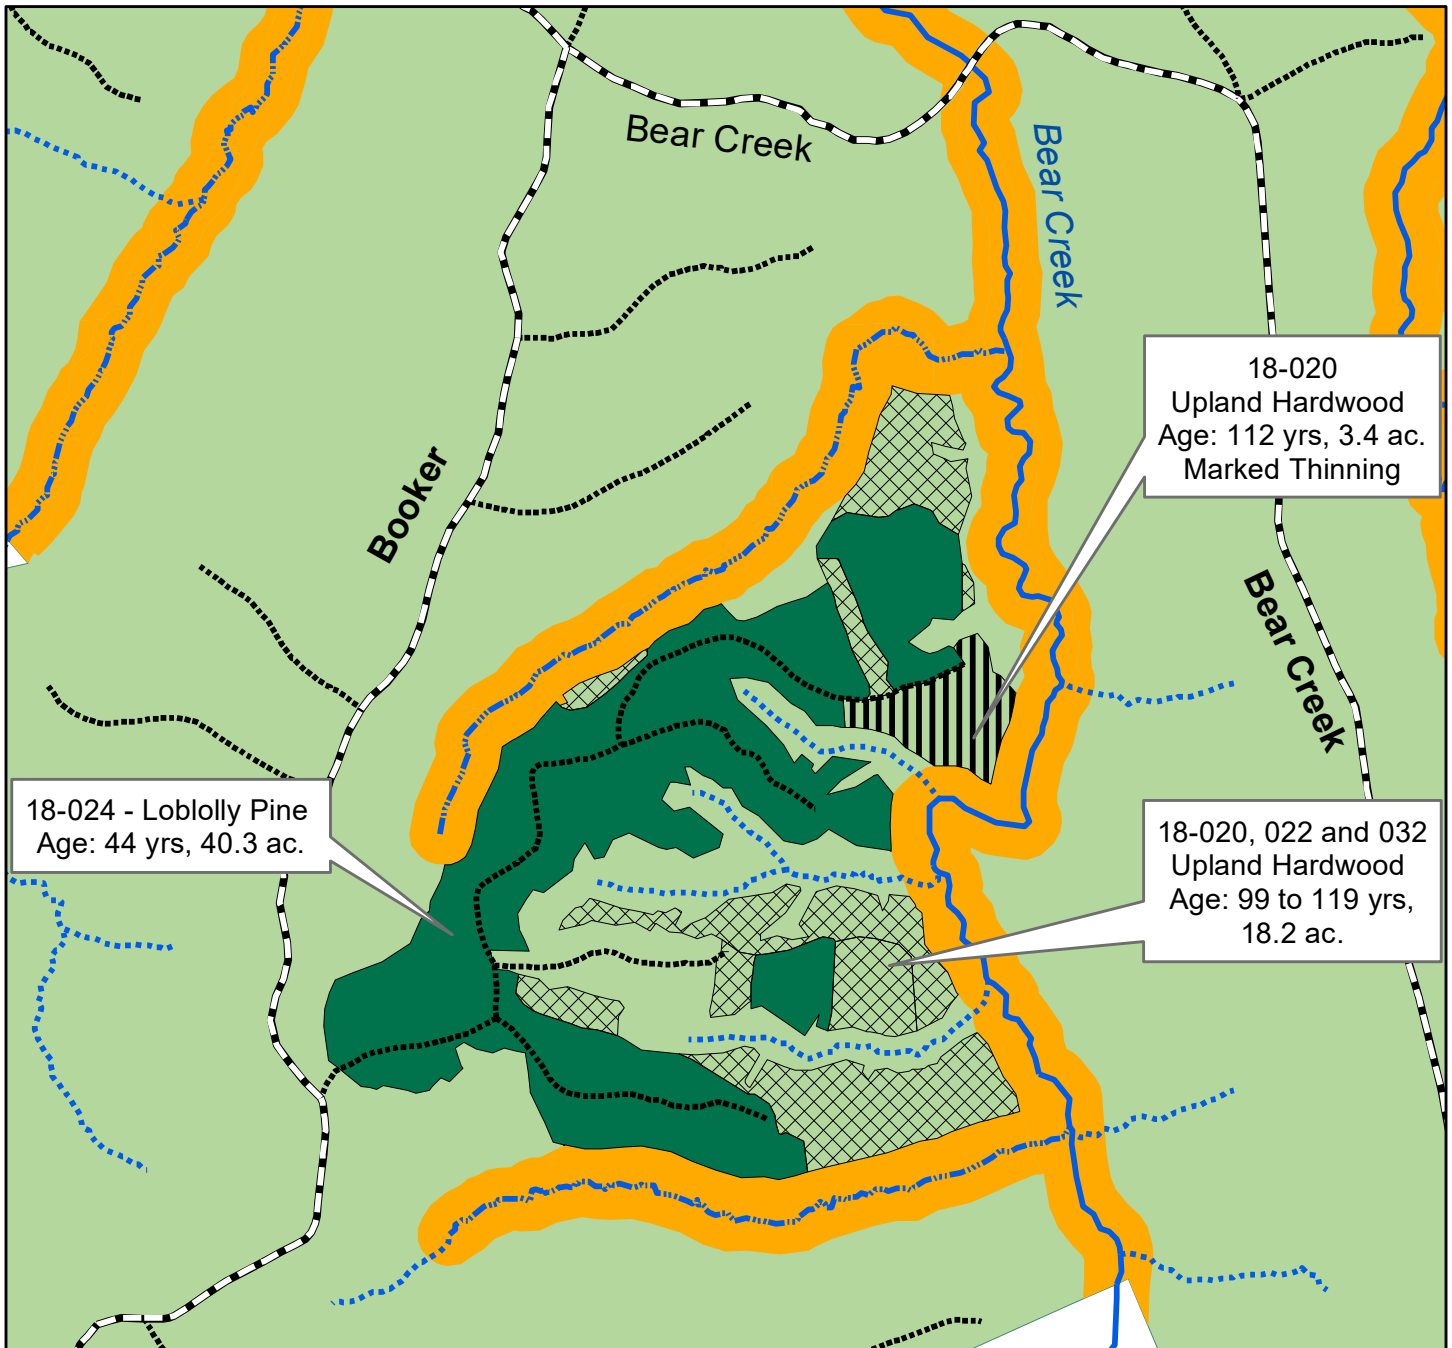 Bear Creek
Bear Creek
18-020
Upland Hardwood
Age: 112 yrs, 3.4 ac.
Marked Thinning
Booker
Bear Creek
18-024 - Loblolly Pine
Age: 44 yrs, 40.3 ac.
18-020, 022 and 032
Upland Hardwood
Age: 99 to 119 yrs,
18.2 ac.